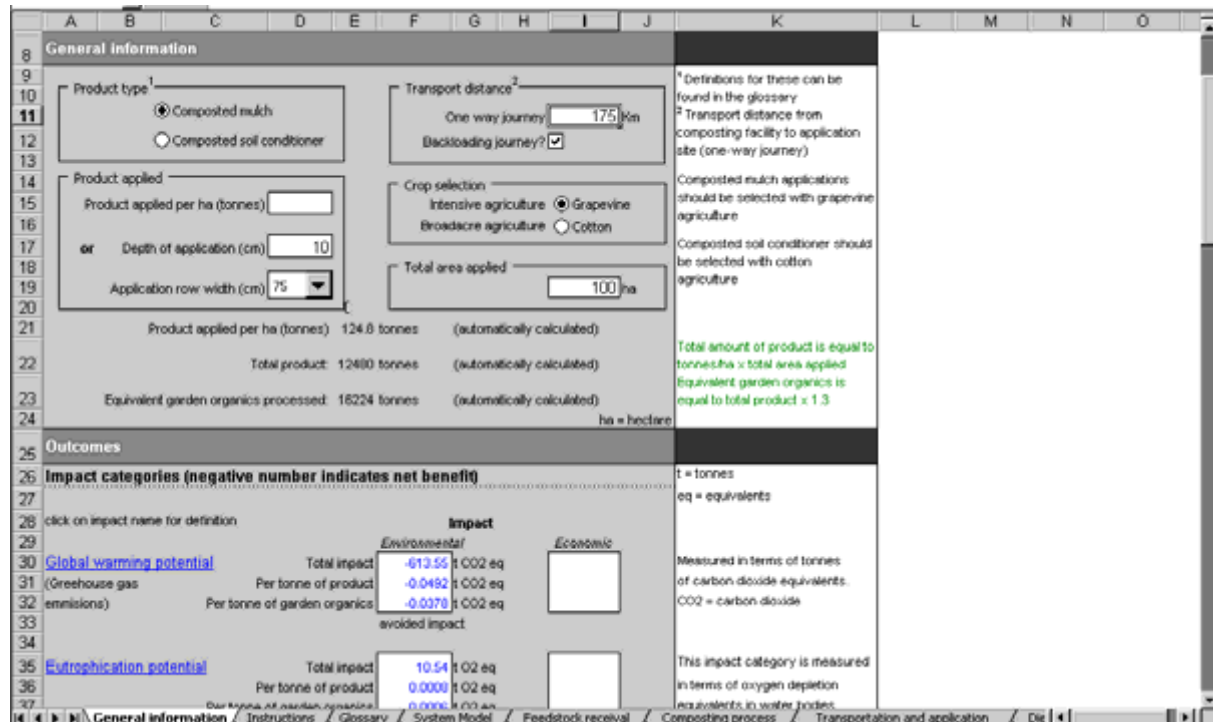 A B C D E F G H I J K L M N O
8 General information
9 Product type1 Transport distance2 1 Definitions for these can be
10 found in the glossary
11 Composted mulch One way journey 175 Km 2 Transport distance from
12 Composted soil conditioner Backloading journey? composting facility to application
13 site (one-way journey)
14 Product applied Crop selection Composted mulch applications
15 Product applied per ha (tonnes) Intensive agriculture Grapevine should be selected with grapevine
16 Broadacre agriculture Cotton agriculture
17 or Depth of application (cm) 10 Composted soil conditioner should
18 Total area applied be selected with cotton
19 Application row width (cm) 75 100 ha agriculture
20
21 Product applied per ha (tonnes) 124.8 tonnes (automatically calculated)
Total amount of product is equal to
22 Total product: 12480 tonnes (automatically calculated) tonnes/ha x total area applied
Equivalent garden organics is
23 Equivalent garden organics processed: 16224 tonnes (automatically calculated) equal to total product x 1.3
24 ha = hectare
25 Outcomes
26 Impact categories (negative number indicates net benefit) t = tonnes
27 eq = equivalents
28 click on impact name for definition Impact
29 Environmental Economic
30 Global warming potential Total impact -613.55 t CO2 eq Measured in terms of tonnes
31 (Greenhouse gas Per tonne of product -0.0492 t CO2 eq of carbon dioxide equivalents.
32 emmisions) Per tonne of garden organics -0.0378 t CO2 eq CO2 = carbon dioxide
33 avoided impact
34
35 Eutrophication potential Total impact 10.54 t O2 eq This impact category is measured
36 Per tonne of product 0.0008 t O2 eq in terms of oxygen depletion
37 Per tonne of garden organics 0.0006 t O2 eq equivalents in water bodies
General information / Instructions / Glossary / System Model / Feedstock receival / Composting process / Transportation and application /